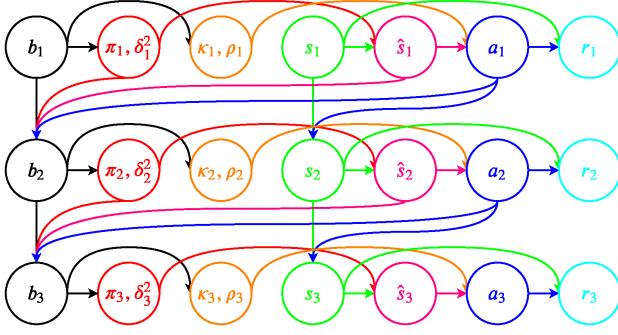 b₁ π₁, δ₁² κ₁, ρ₁ s₁ ŝ₁ a₁ r₁
b₂ π₂, δ₂² κ₂, ρ₂ s₂ ŝ₂ a₂ r₂
b₃ π₃, δ₃² κ₃, ρ₃ s₃ ŝ₃ a₃ r₃